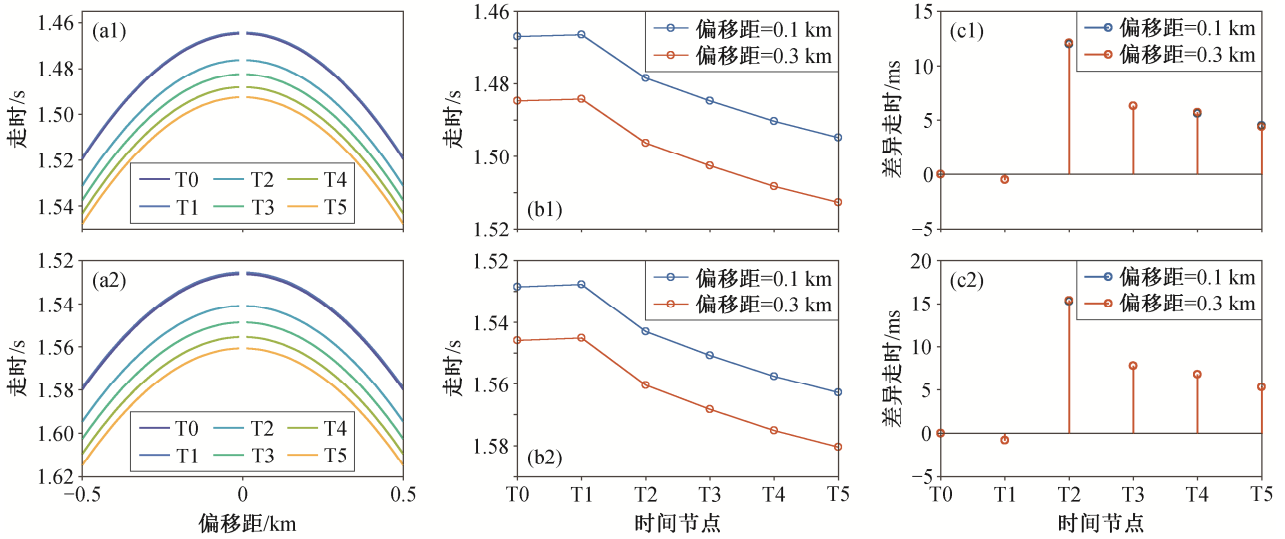 (a1)
走时/s
1.46
1.48
1.50
1.52
1.54
T0 T2 T4
T1 T3 T5
(b1)
走时/s
1.46
1.48
1.50
1.52
偏移距=0.1 km
偏移距=0.3 km
(c1)
差异走时/ms
15
10
5
0
−5
偏移距=0.1 km
偏移距=0.3 km
(a2)
走时/s
1.52
1.54
1.56
1.58
1.60
1.62
T0 T2 T4
T1 T3 T5
−0.5 0 0.5
偏移距/km
(b2)
走时/s
1.52
1.54
1.56
1.58
偏移距=0.1 km
偏移距=0.3 km
T0 T1 T2 T3 T4 T5
时间节点
(c2)
差异走时/ms
20
15
10
5
0
−5
偏移距=0.1 km
偏移距=0.3 km
T0 T1 T2 T3 T4 T5
时间节点